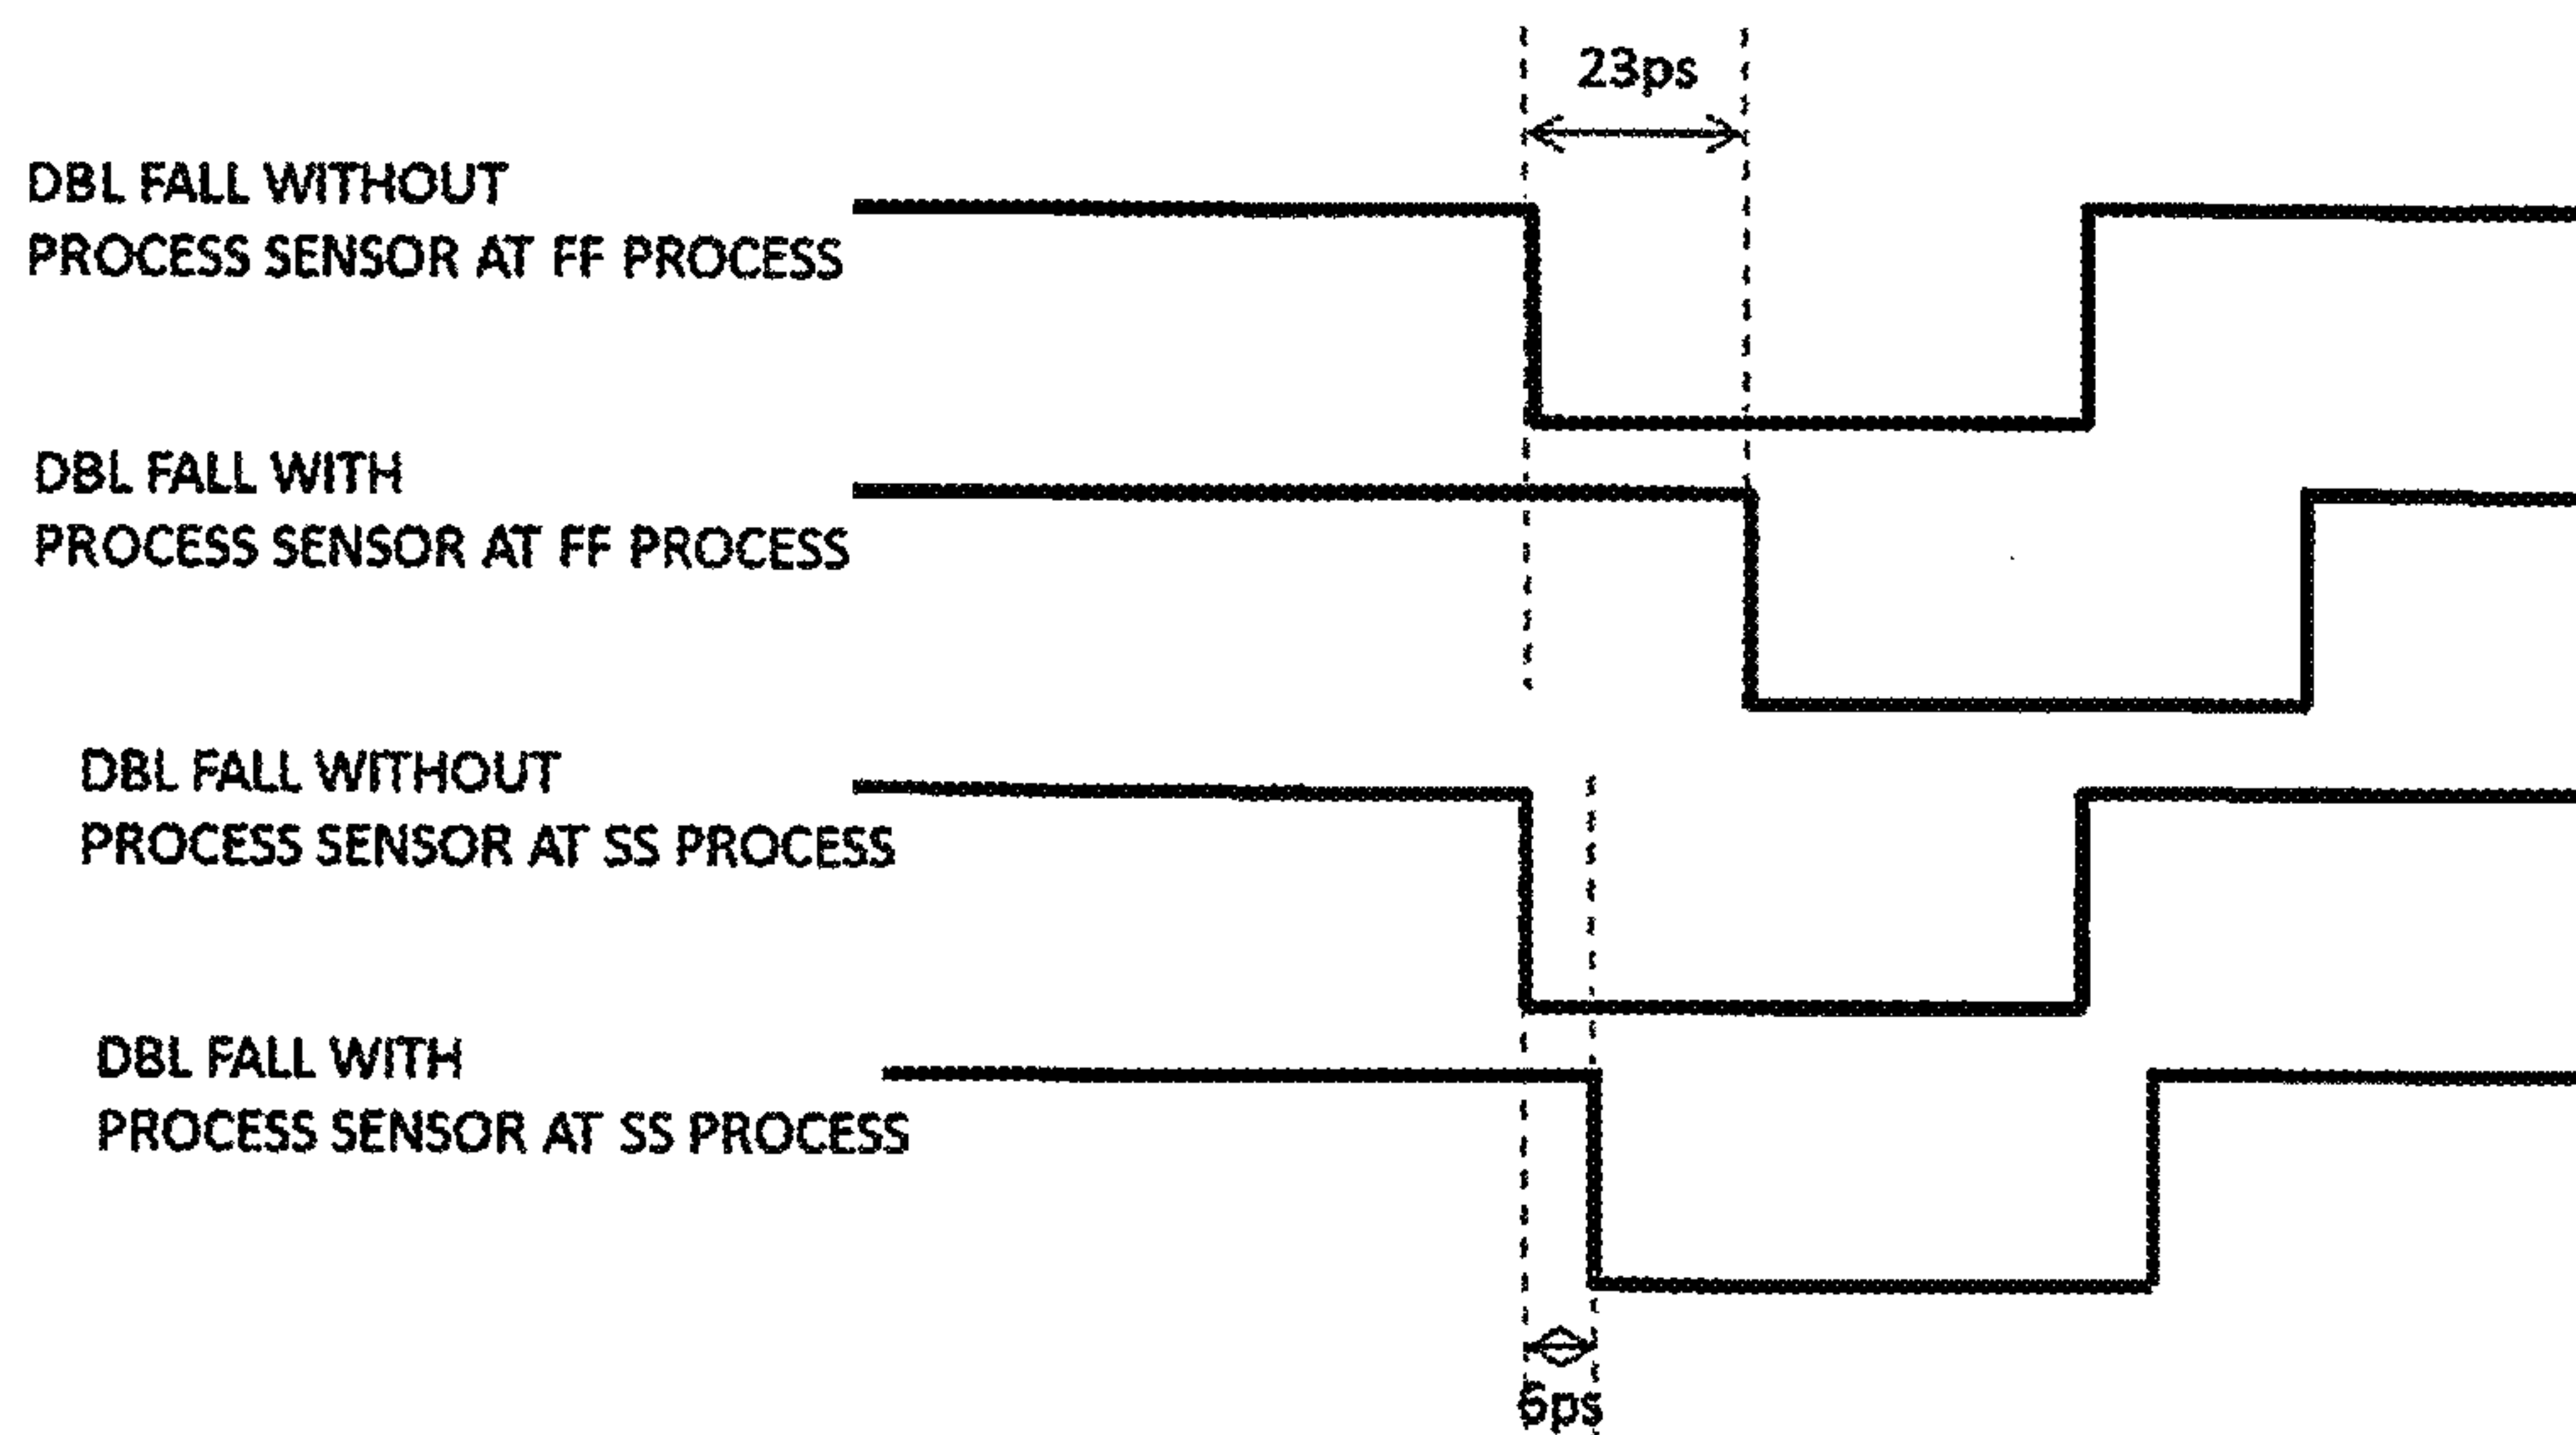 23ps
DBL FALL WITHOUT
PROCESS SENSOR AT FF PROCESS
DBL FALL WITH
PROCESS SENSOR AT FF PROCESS
DBL FALL WITHOUT
PROCESS SENSOR AT SS PROCESS
DBL FALL WITH
PROCESS SENSOR AT SS PROCESS
6ps